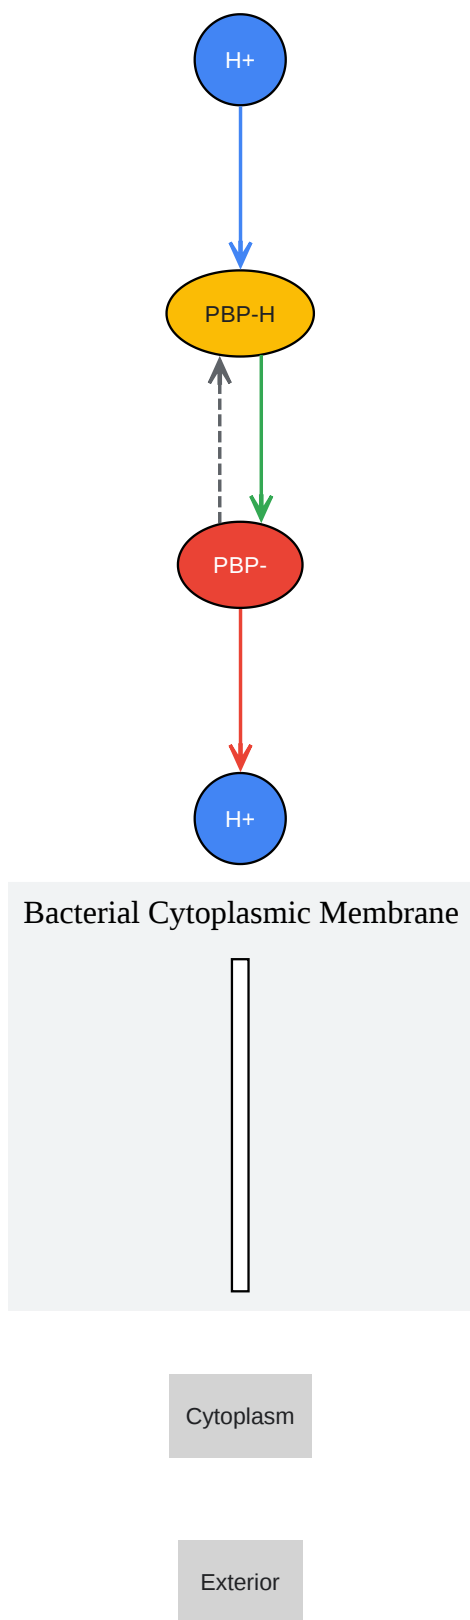 H+
PBP-H
PBP-
H+
Bacterial Cytoplasmic Membrane
Cytoplasm
Exterior